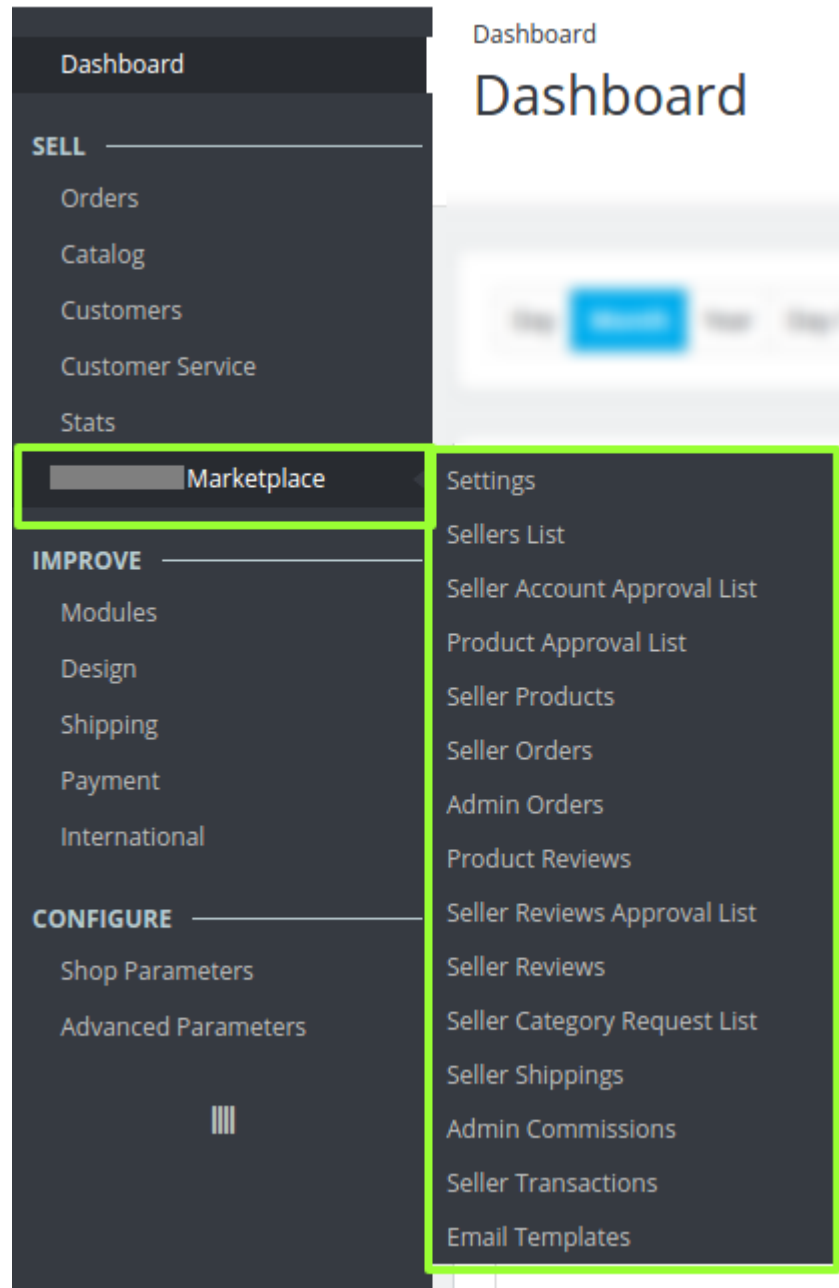 Dashboard
SELL
Orders
Catalog
Customers
Customer Service
Stats
Marketplace
IMPROVE
Modules
Design
Shipping
Payment
International
CONFIGURE
Shop Parameters
Advanced Parameters
Dashboard
Dashboard
Settings
Sellers List
Seller Account Approval List
Product Approval List
Seller Products
Seller Orders
Admin Orders
Product Reviews
Seller Reviews Approval List
Seller Reviews
Seller Category Request List
Seller Shippings
Admin Commissions
Seller Transactions
Email Templates